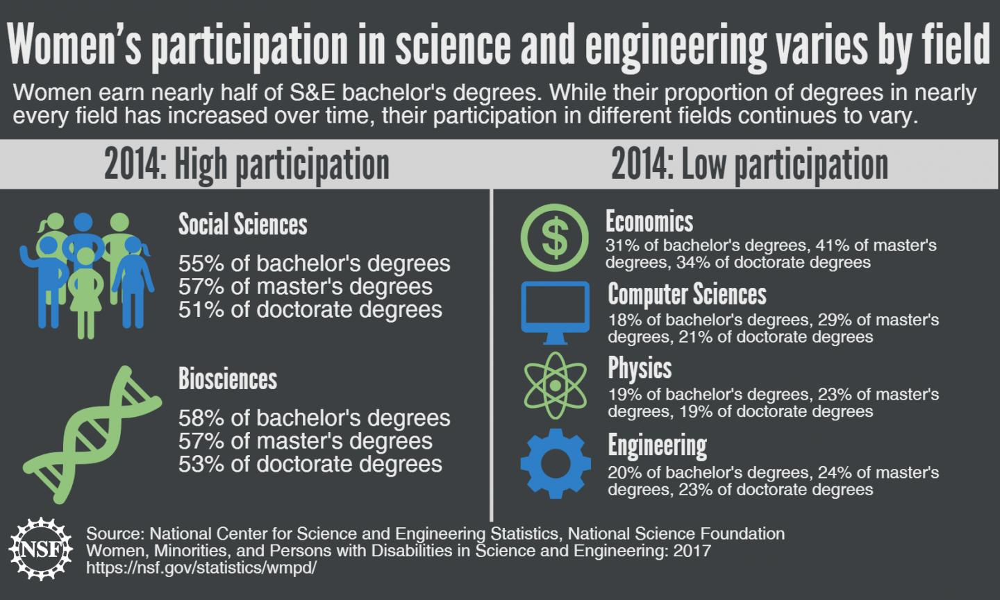 Women's participation in science and engineering varies by field
Women earn nearly half of S&E bachelor's degrees. While their proportion of degrees in nearly
every field has increased over time, their participation in different fields continues to vary.
2014: High participation
Social Sciences
55% of bachelor's degrees
57% of master's degrees
51% of doctorate degrees
Biosciences
58% of bachelor's degrees
57% of master's degrees
53% of doctorate degrees
2014: Low participation
$
Economics
31% of bachelor's degrees, 41% of master's
degrees, 34% of doctorate degrees
Computer Sciences
18% of bachelor's degrees, 29% of master's
degrees, 21% of doctorate degrees
Physics
19% of bachelor's degrees, 23% of master's
degrees, 19% of doctorate degrees
Engineering
20% of bachelor's degrees, 24% of master's
degrees, 23% of doctorate degrees
NSF
Source: National Center for Science and Engineering Statistics, National Science Foundation
Women, Minorities, and Persons with Disabilities in Science and Engineering: 2017
https://nsf.gov/statistics/wmpd/